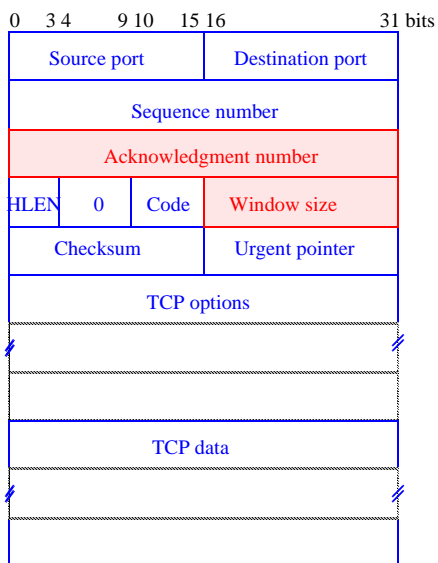 0 3 4 9 10 15 16 31 bits
Source port Destination port
Sequence number
Acknowledgment number
HLEN 0 Code Window size
Checksum Urgent pointer
TCP options
TCP data